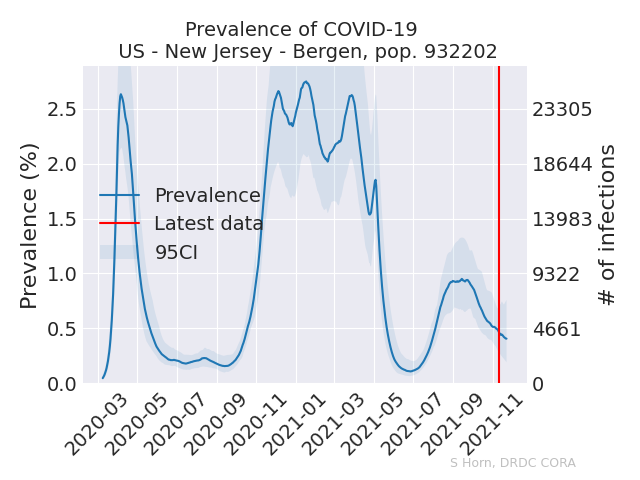 Prevalence of COVID-19
US - New Jersey - Bergen, pop. 932202
Prevalence (%)
2.5
2.0
1.5
1.0
0.5
0.0
Prevalence
Latest data
95CI
23305
18644
13983
9322
4661
0
# of infections
2020-03
2020-05
2020-07
2020-09
2020-11
2021-01
2021-03
2021-05
2021-07
2021-09
2021-11
S Horn, DRDC CORA